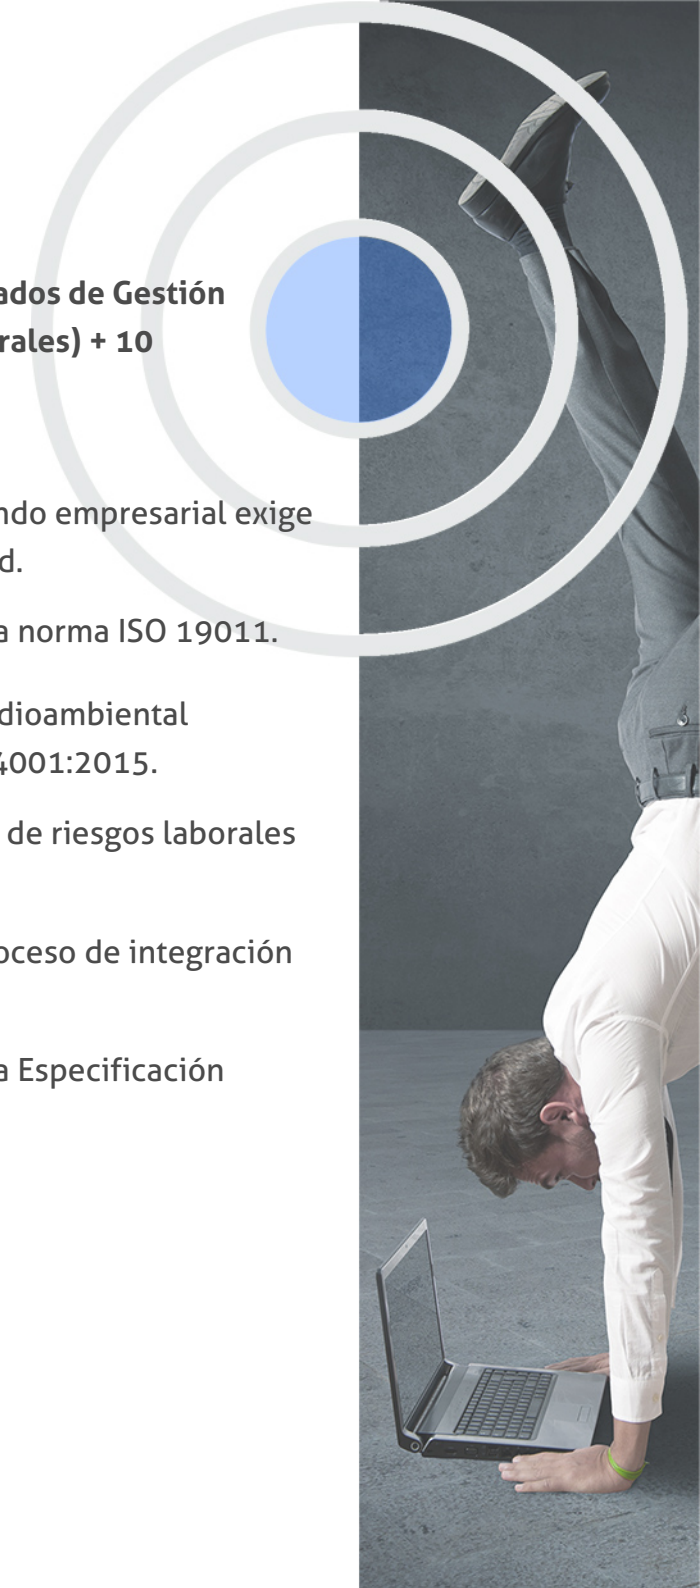 ados de Gestión
rales) + 10
ndo empresarial exige
d.
a norma ISO 19011.
dioambiental
4001:2015.
de riesgos laborales
oceso de integración
a Especificación